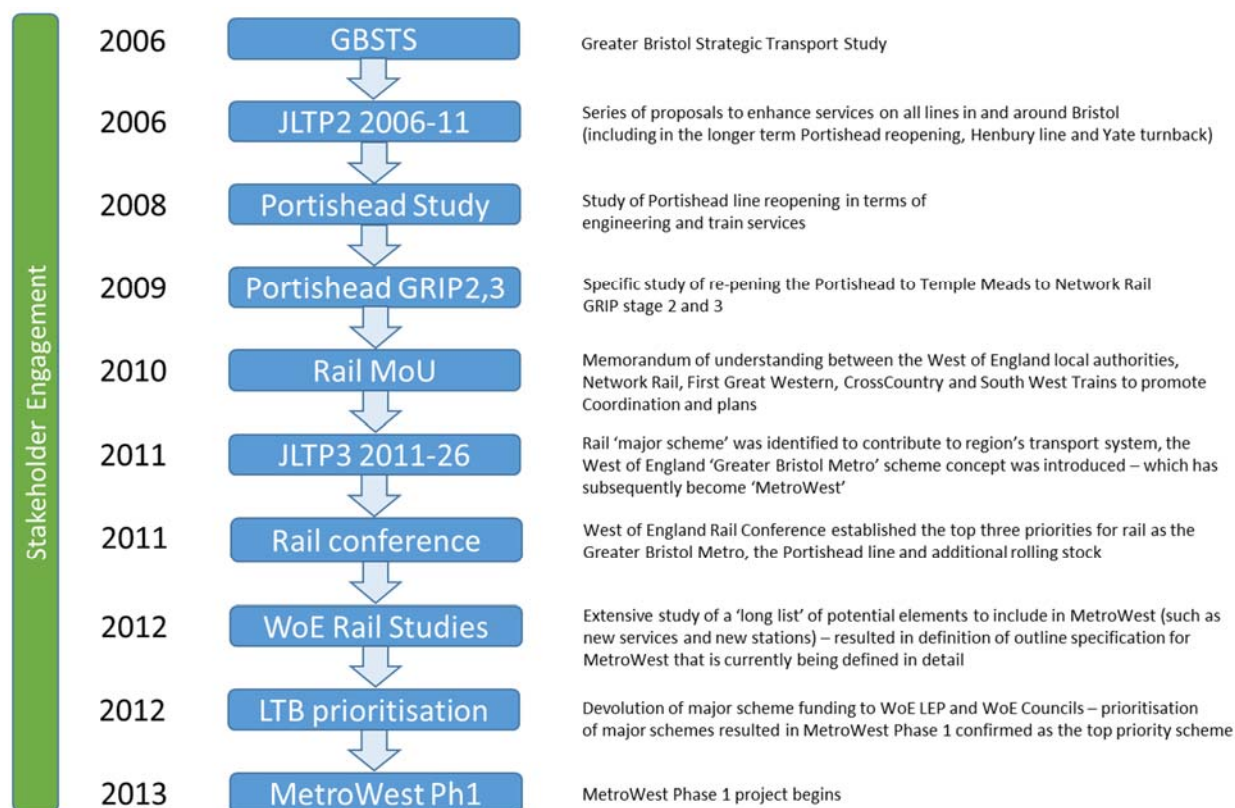 Stakeholder Engagement
2006
GBSTS
Greater Bristol Strategic Transport Study
2006
JLTP2 2006-11
Series of proposals to enhance services on all lines in and around Bristol
(including in the longer term Portishead reopening, Henbury line and Yate turnback)
2008
Portishead Study
Study of Portishead line reopening in terms of
engineering and train services
2009
Portishead GRIP2,3
Specific study of re-pening the Portishead to Temple Meads to Network Rail
GRIP stage 2 and 3
2010
Rail MoU
Memorandum of understanding between the West of England local authorities,
Network Rail, First Great Western, CrossCountry and South West Trains to promote
Coordination and plans
2011
JLTP3 2011-26
Rail ‘major scheme’ was identified to contribute to region’s transport system, the
West of England ‘Greater Bristol Metro’ scheme concept was introduced – which has
subsequently become ‘MetroWest’
2011
Rail conference
West of England Rail Conference established the top three priorities for rail as the
Greater Bristol Metro, the Portishead line and additional rolling stock
2012
WoE Rail Studies
Extensive study of a ‘long list’ of potential elements to include in MetroWest (such as
new services and new stations) – resulted in definition of outline specification for
MetroWest that is currently being defined in detail
2012
LTB prioritisation
Devolution of major scheme funding to WoE LEP and WoE Councils – prioritisation
of major schemes resulted in MetroWest Phase 1 confirmed as the top priority scheme
2013
MetroWest Ph1
MetroWest Phase 1 project begins